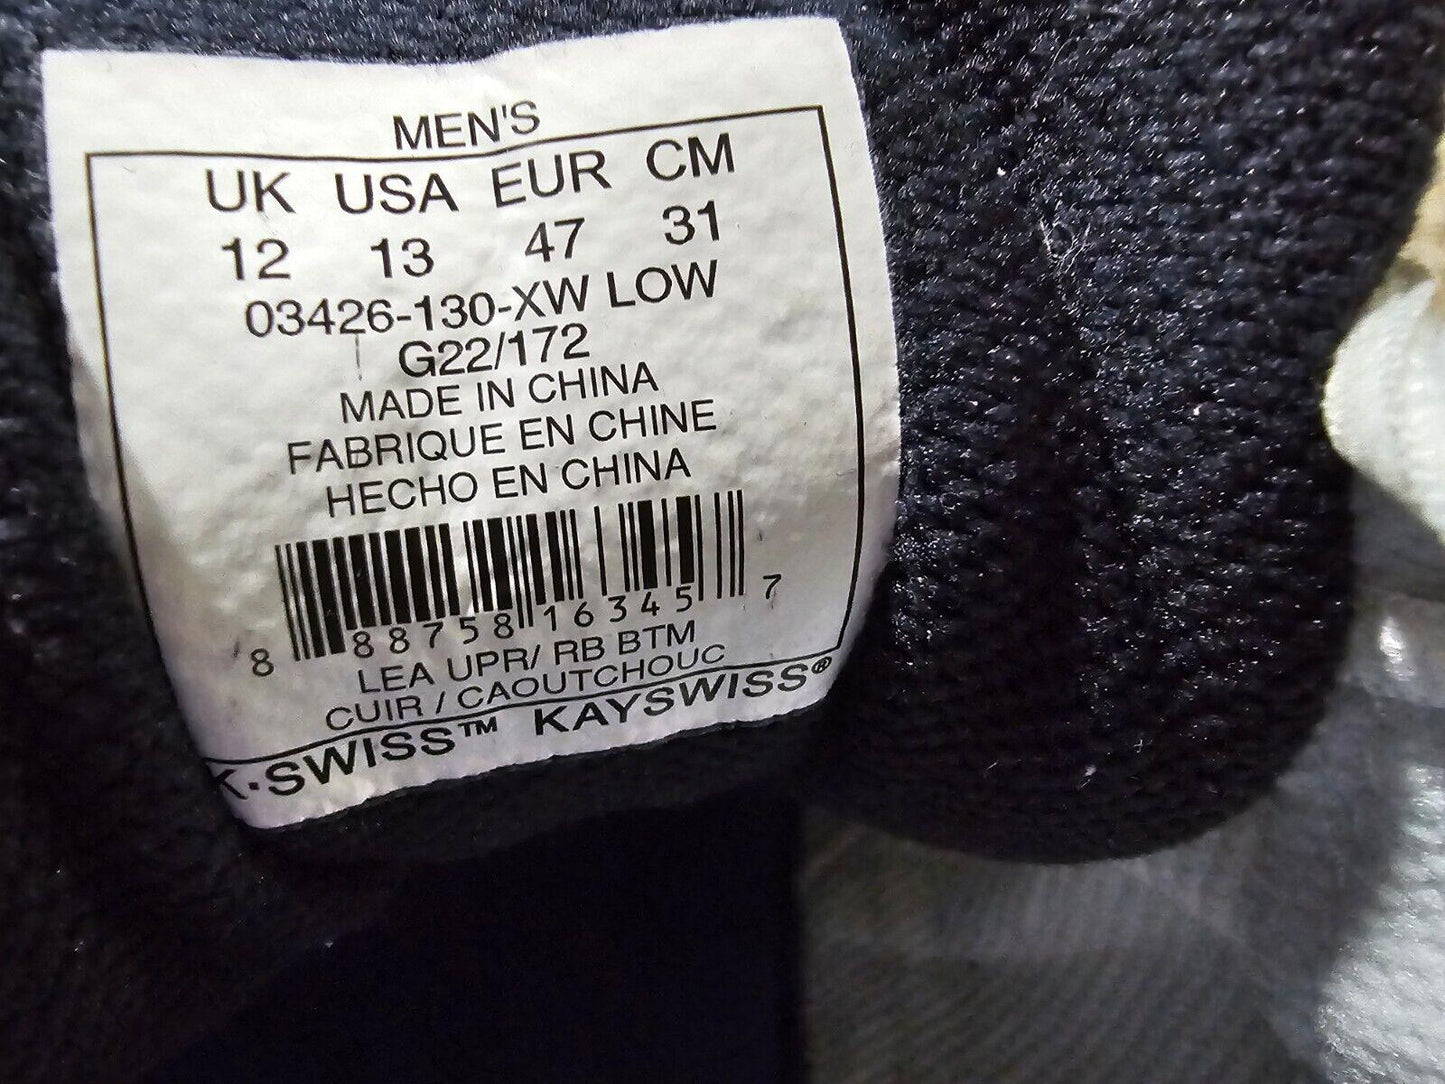 MEN'S
UK USA EUR CM
12 13 47 31
03426-130-XW LOW
G22/172
MADE IN CHINA
FABRIQUE EN CHINE
HECHO EN CHINA
8 88758 16345 7
LEA UPR/ RB BTM
CUIR / CAOUTCHOUC
K·SWISS™ KAYSWISS®